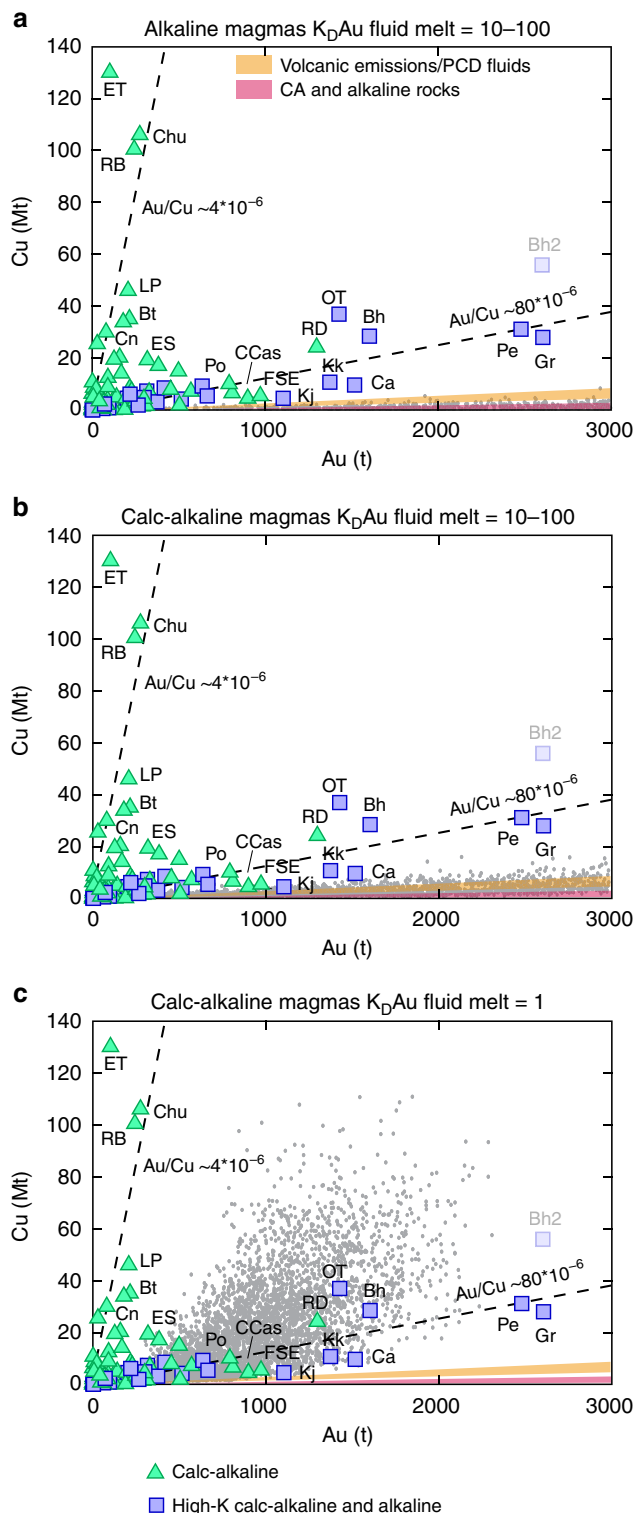 a
Alkaline magmas K_DAu fluid melt = 10–100
140
120
100
80
60
40
20
0
Cu (Mt)
Volcanic emissions/PCD fluids
CA and alkaline rocks
ET
Chu
RB
Au/Cu ~4*10⁻⁶
LP
Bt
Cn
ES
Po
CCas
FSE
RD
OT
Bh
Kk
Kj
Ca
Bh2
Au/Cu ~80*10⁻⁶
Pe
Gr
0 1000 2000 3000
Au (t)
b
Calc-alkaline magmas K_DAu fluid melt = 10–100
140
120
100
80
60
40
20
0
Cu (Mt)
ET
Chu
RB
Au/Cu ~4*10⁻⁶
LP
Bt
Cn
ES
Po
CCas
FSE
RD
OT
Bh
Kk
Kj
Ca
Bh2
Au/Cu ~80*10⁻⁶
Pe
Gr
0 1000 2000 3000
Au (t)
c
Calc-alkaline magmas K_DAu fluid melt = 1
140
120
100
80
60
40
20
0
Cu (Mt)
ET
Chu
RB
Au/Cu ~4*10⁻⁶
LP
Bt
Cn
ES
Po
CCas
FSE
RD
OT
Bh
Kk
Kj
Ca
Bh2
Au/Cu ~80*10⁻⁶
Pe
Gr
0 1000 2000 3000
Au (t)
Calc-alkaline
High-K calc-alkaline and alkaline